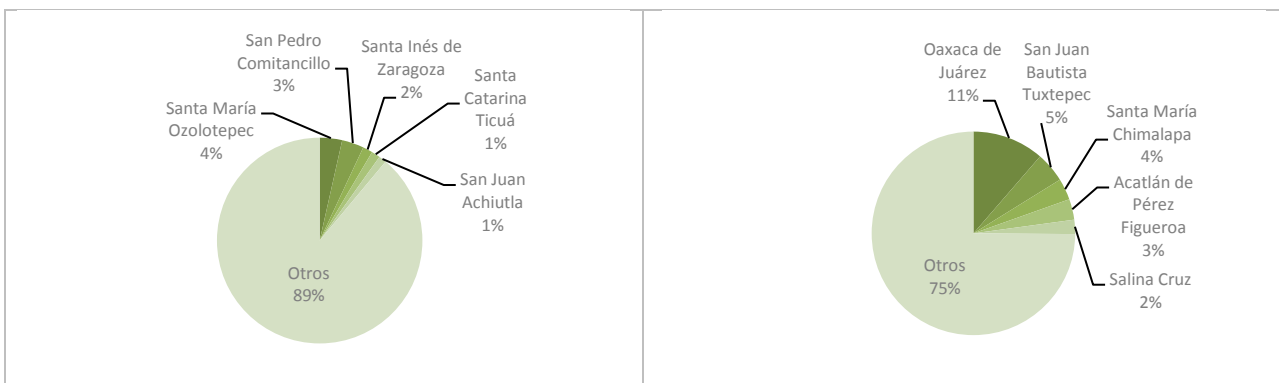 San Pedro
Comitancillo
3%
Santa Inés de
Zaragoza
2%
Santa
Catarina
Ticuá
1%
Santa María
Ozolotepec
4%
San Juan
Achiutla
1%
Otros
89%
Oaxaca de
Juárez
11%
San Juan
Bautista
Tuxtepec
5%
Santa María
Chimalapa
4%
Acatlán de
Pérez
Figueroa
3%
Salina Cruz
2%
Otros
75%